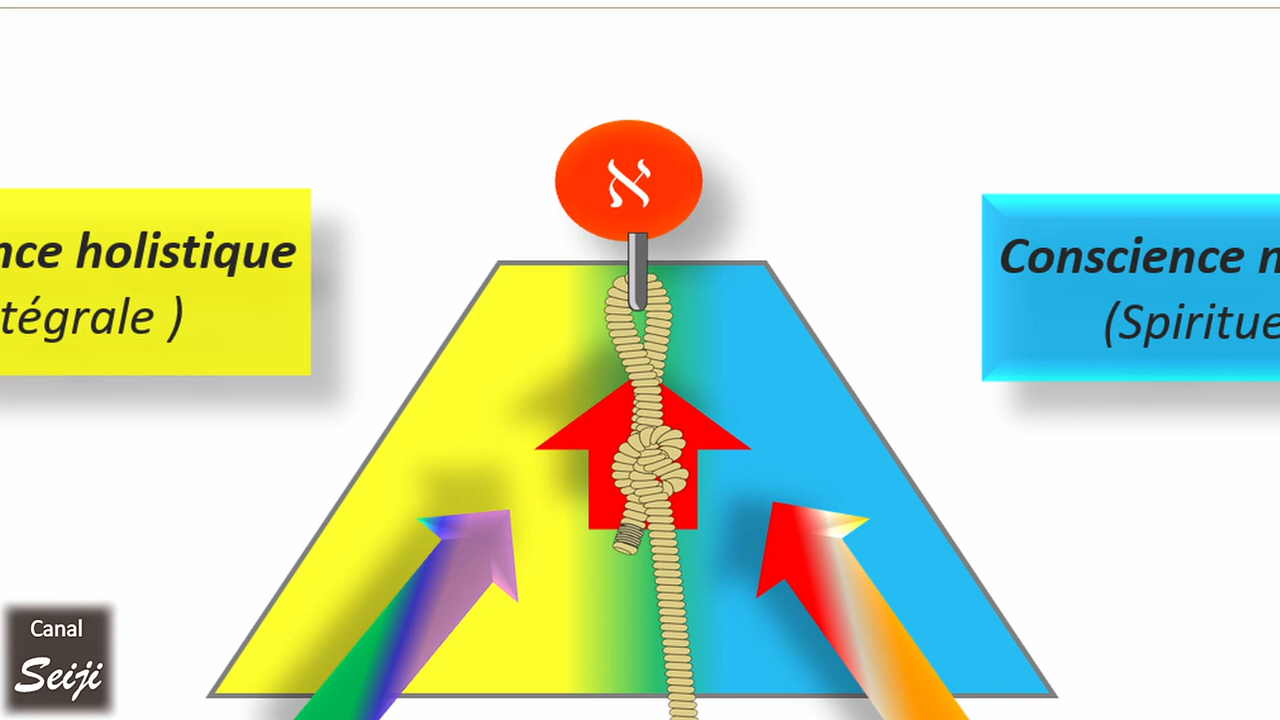 א
nce holistique
tégrale )
Conscience n
(Spiritue
Canal
Seiji